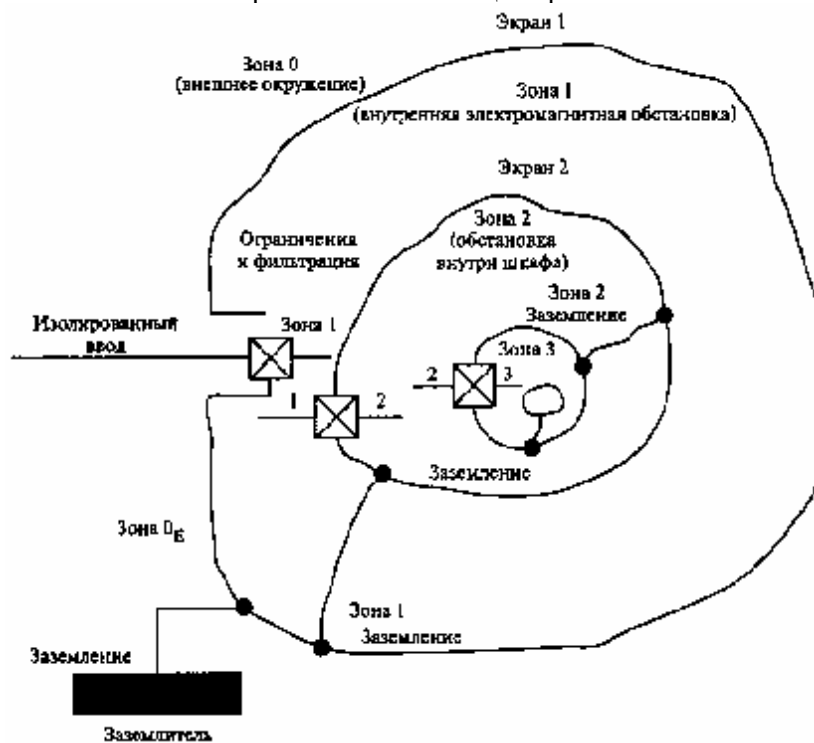 Экран 1
Зона 0
(внешнее окружение)
Зона 1
(внутренняя электромагнитная обстановка)
Экран 2
Зона 2
(обстановка
внутри шкафа)
Ограничения
и фильтрация
Зона 2
Заземление
Изолированный
ввод
Зона 1
Зона 3
2
3
1
2
Заземление
Зона 0E
Зона 1
Заземление
Заземление
Заземлитель